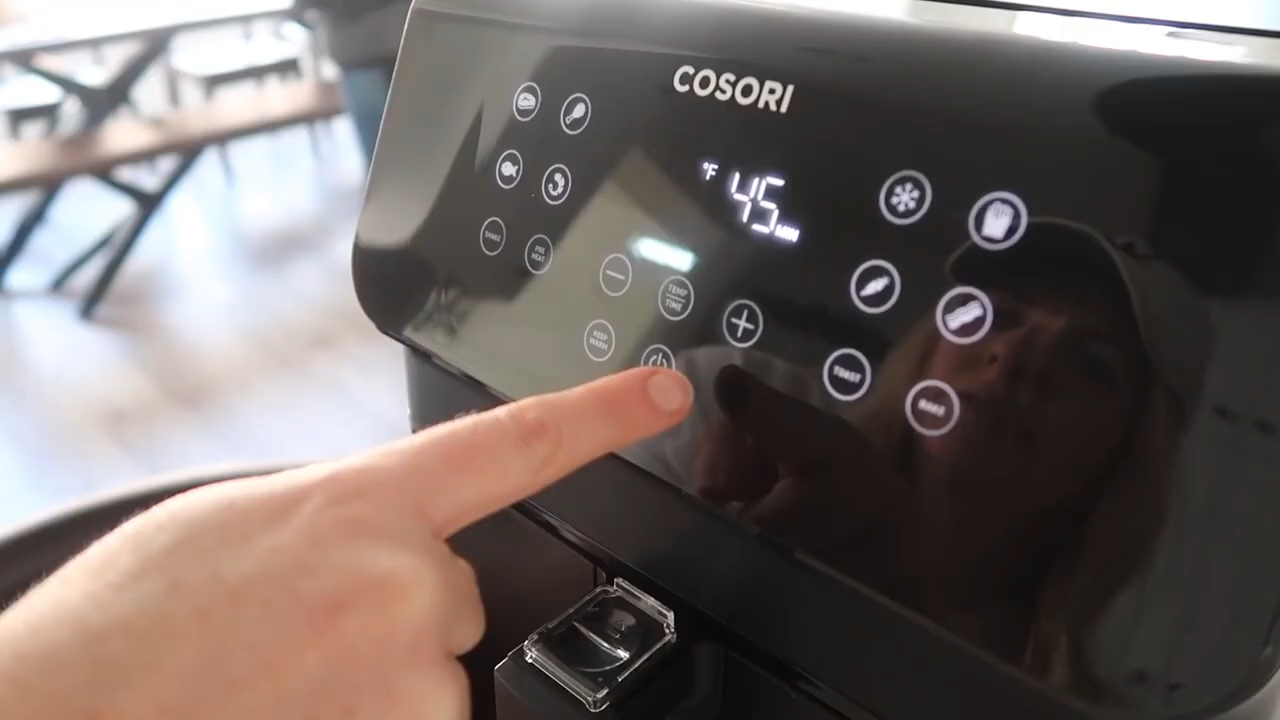 COSORI
°F 45 MIN
SHAKE
PRE
HEAT
TEMP
TIME
KEEP
WARM
TOAST
BAKE